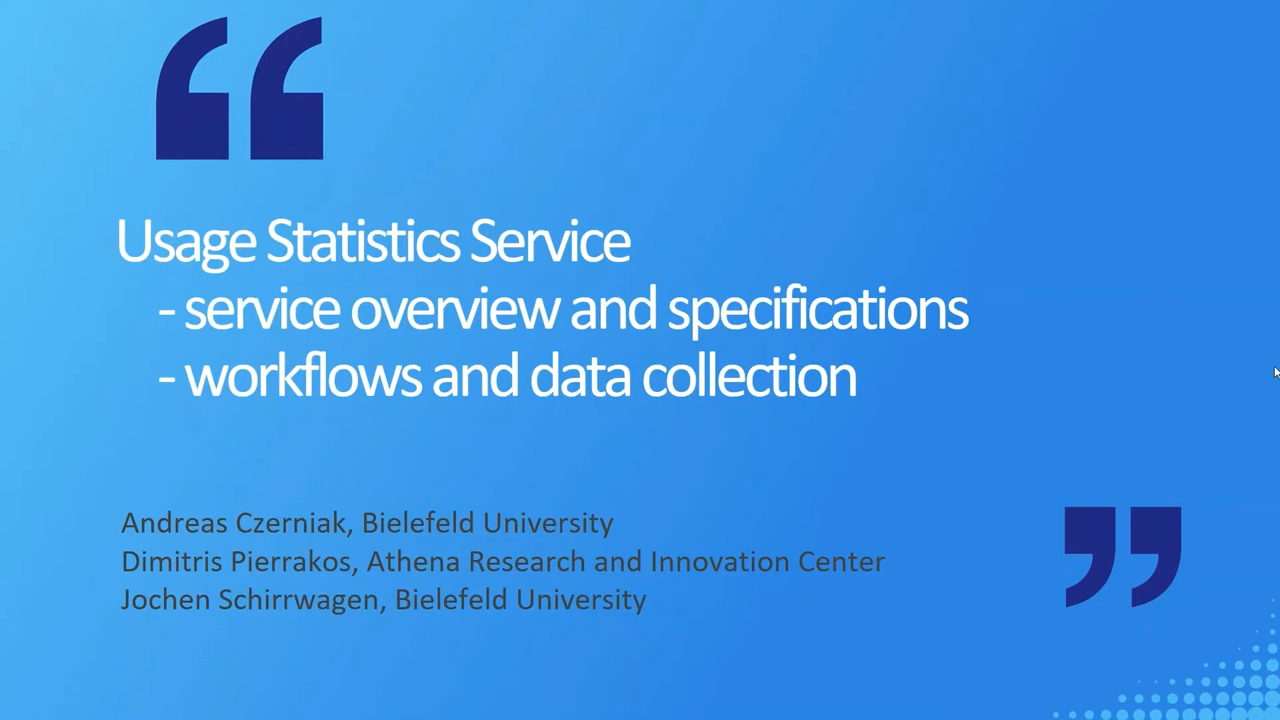 Usage Statistics Service
- service overview and specifications
- workflows and data collection
Andreas Czerniak, Bielefeld University
Dimitris Pierrakos, Athena Research and Innovation Center
Jochen Schirrwagen, Bielefeld University